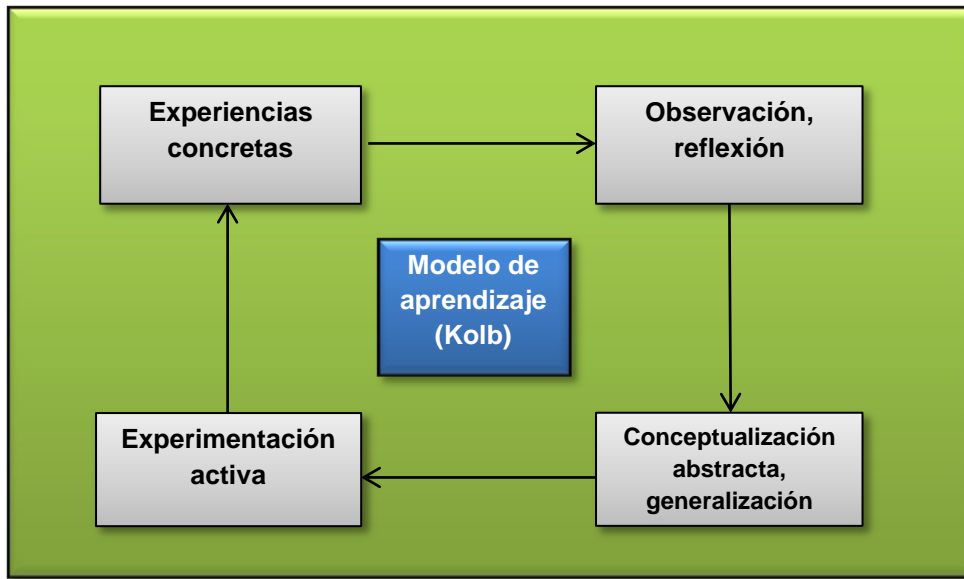 Experiencias
concretas
Observación,
reflexión
Modelo de
aprendizaje
(Kolb)
Experimentación
activa
Conceptualización
abstracta,
generalización